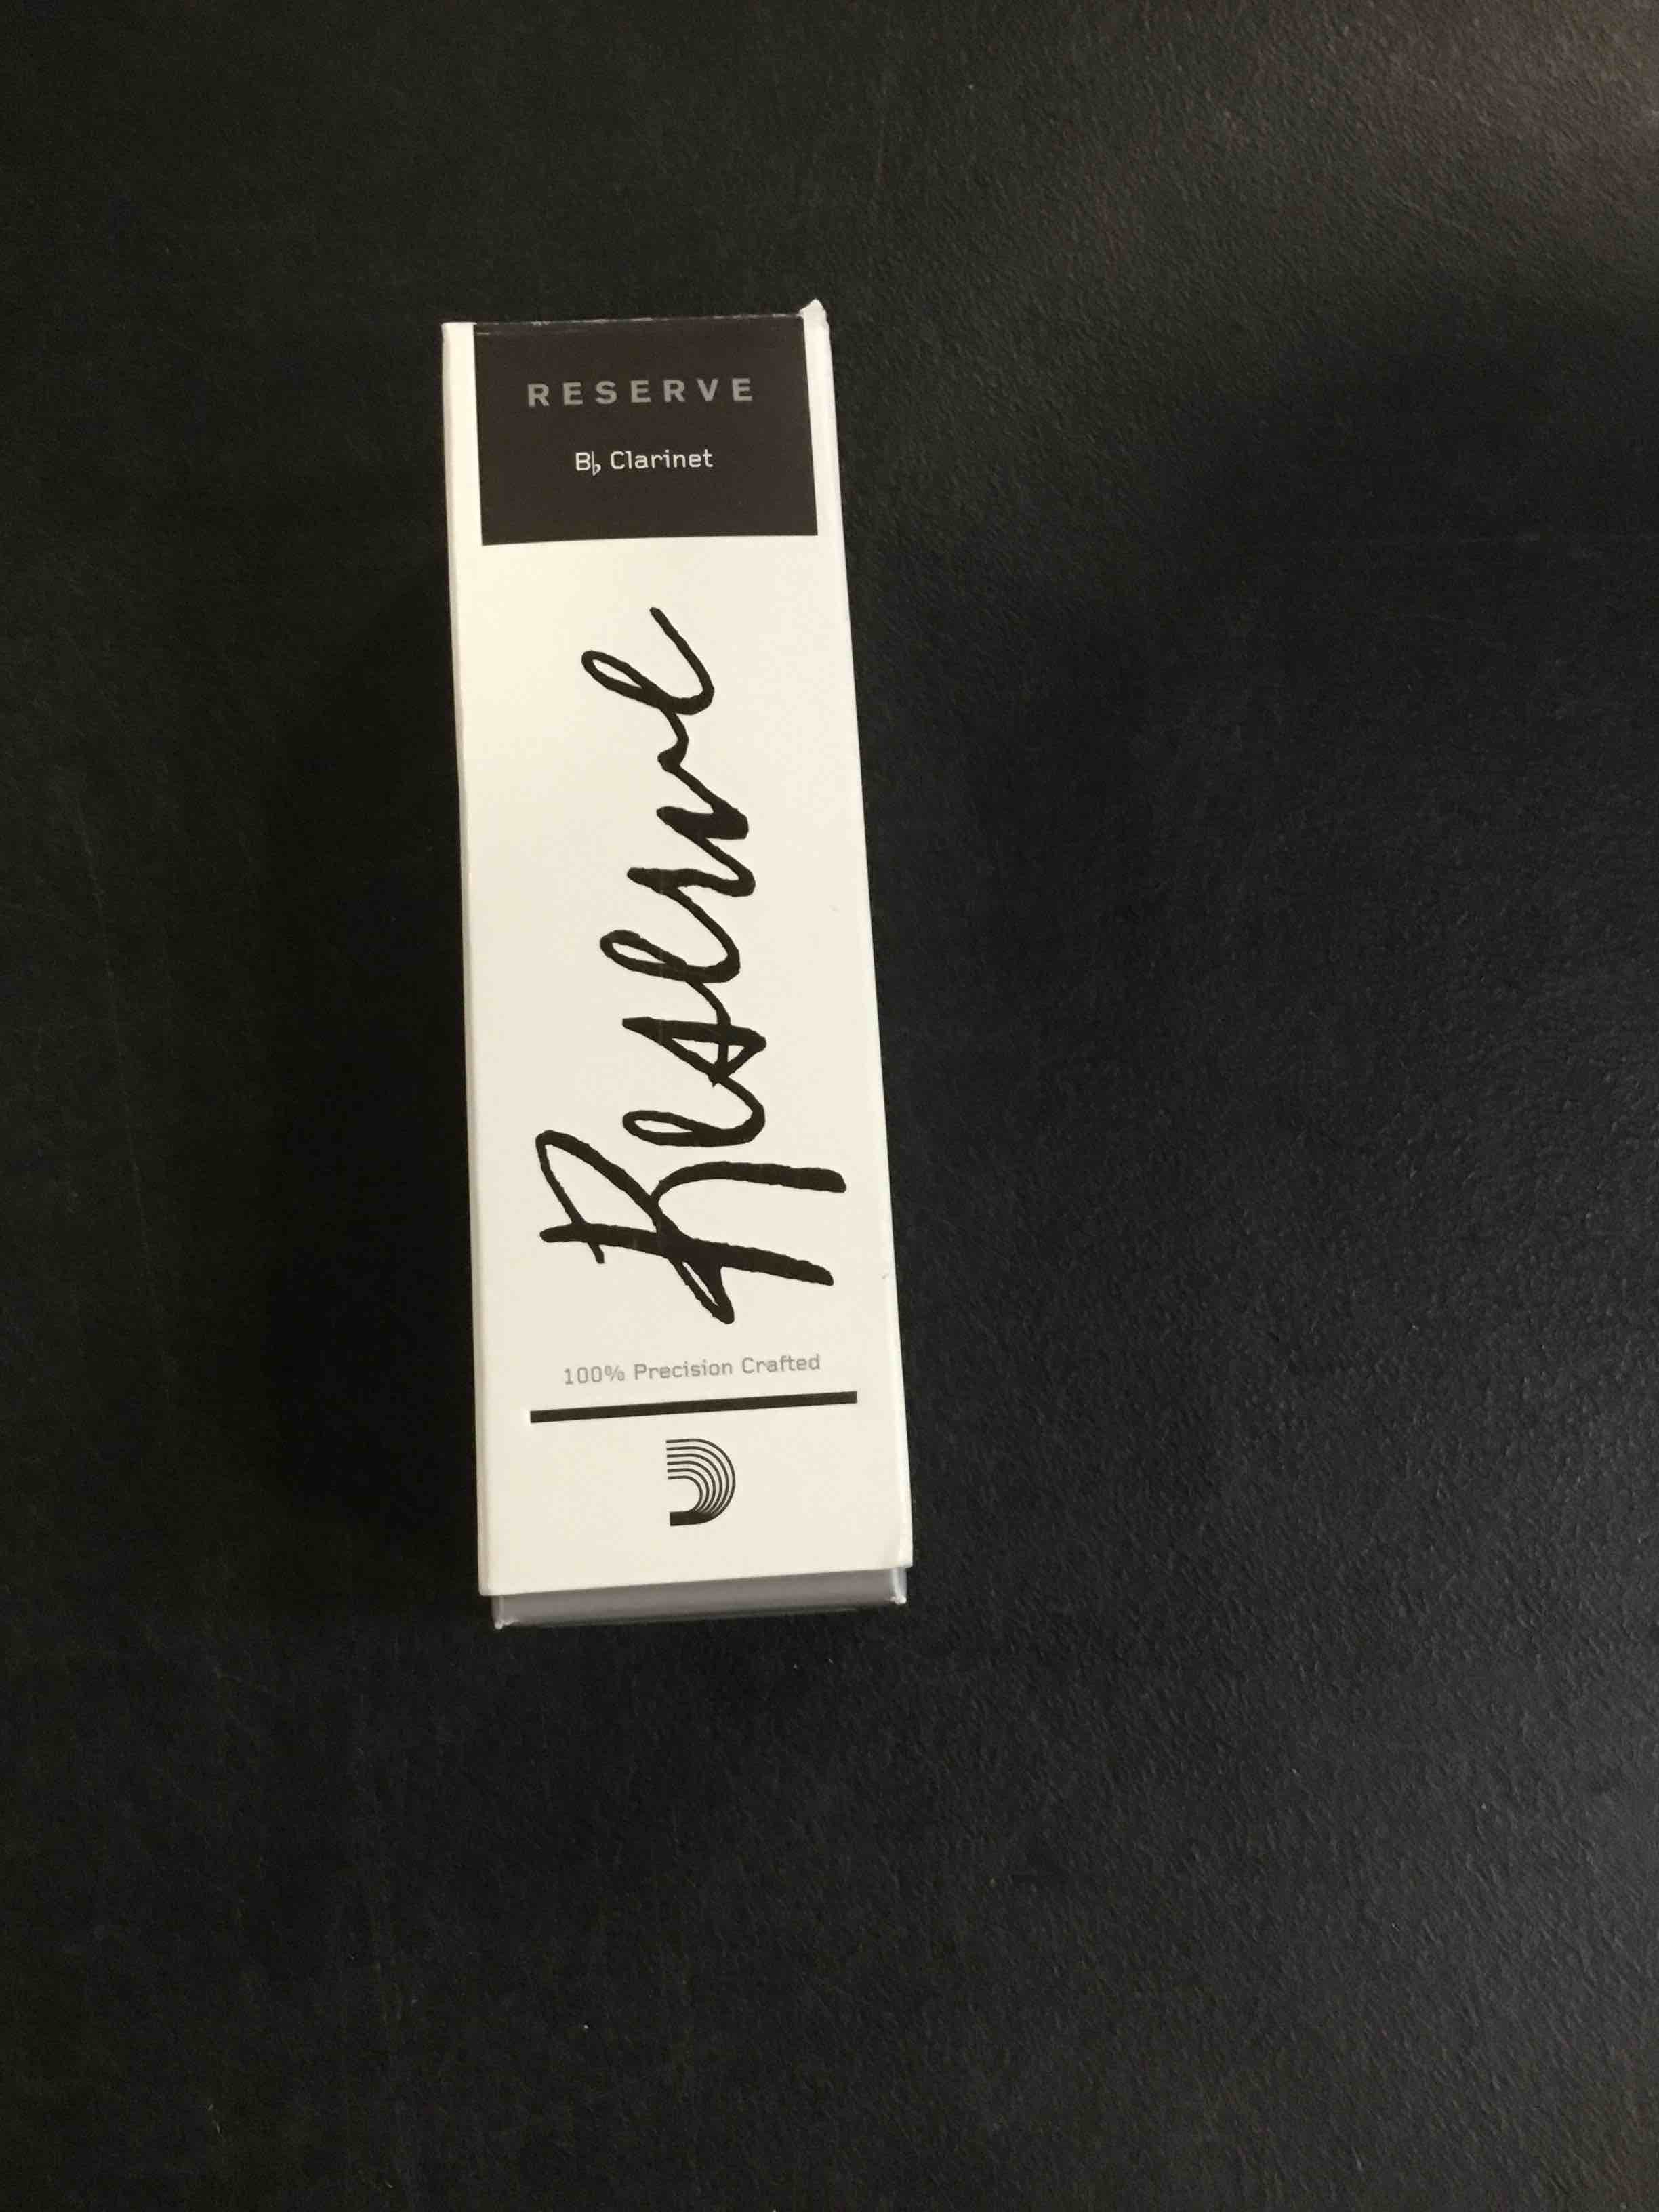 RESERVE
B♭ Clarinet
Reserve
100% Precision Crafted